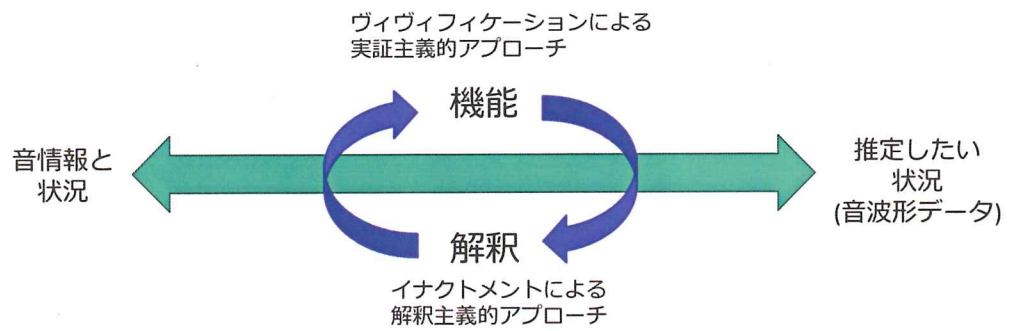 ヴィヴィフィケーションによる
実証主義的アプローチ
機能
音情報と
状況
推定したい
状況
(音波形データ)
解釈
イナクトメントによる
解釈主義的アプローチ